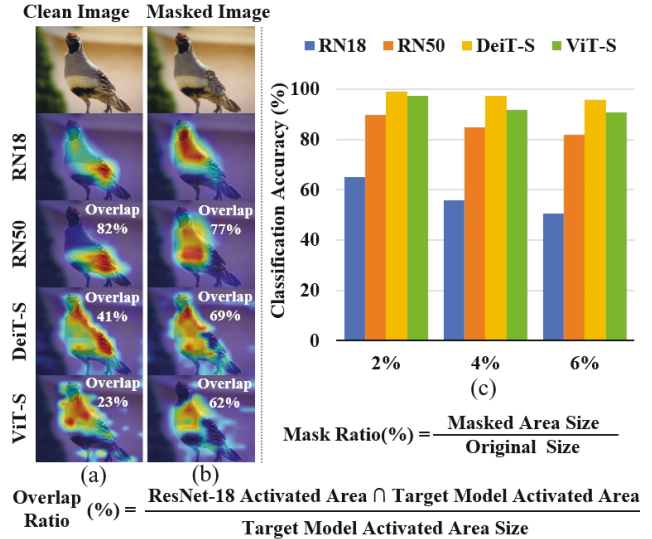 Clean Image Masked Image
RN18
RN50
Overlap
82%
Overlap
77%
DeiT-S
Overlap
41%
Overlap
69%
ViT-S
Overlap
23%
Overlap
62%
(a) (b)
RN18 RN50 DeiT-S ViT-S
Classification Accuracy (%)
100
80
60
40
20
0
2% 4% 6%
(c)
Mask Ratio(%) = Masked Area Size
Original Size
Overlap
Ratio (%) = ResNet-18 Activated Area ∩ Target Model Activated Area
Target Model Activated Area Size